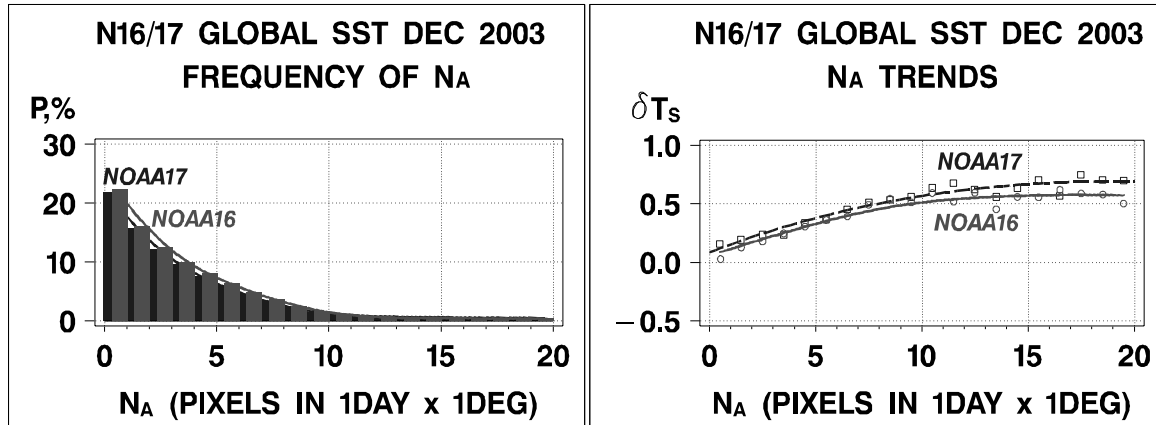 N16/17 GLOBAL SST DEC 2003
FREQUENCY OF NA
P,%
30
20
10
0
NOAA17
NOAA16
0 5 10 15 20
NA (PIXELS IN 1DAY x 1DEG)
N16/17 GLOBAL SST DEC 2003
NA TRENDS
δTS
1.0
0.5
0.0
−0.5
NOAA17
NOAA16
0 5 10 15 20
NA (PIXELS IN 1DAY x 1DEG)